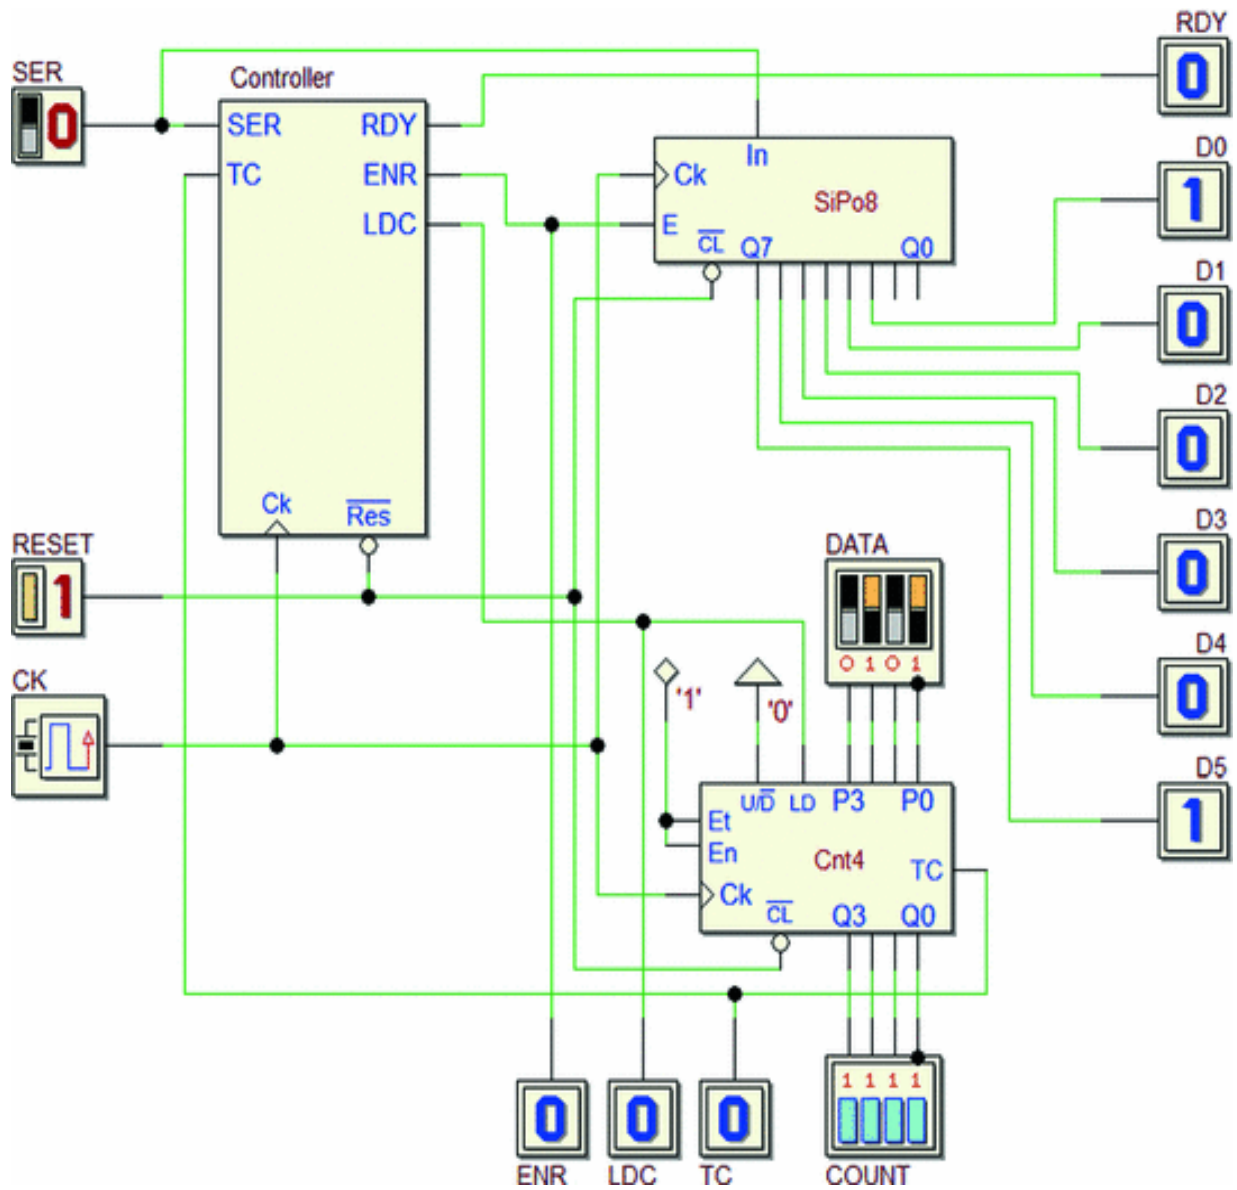 RDY
0
SER
0
Controller
SER
RDY
TC
ENR
LDC
Ck
Res
In
Ck
SiPo8
E
CL
Q7
Q0
D0
1
D1
0
D2
0
D3
0
D4
0
D5
1
RESET
1
CK
DATA
0 1 0 1
'1'
'0'
U/D
LD
P3
P0
Et
En
Cnt4
TC
Ck
CL
Q3
Q0
1 1 1 1
0
0
0
ENR
LDC
TC
COUNT